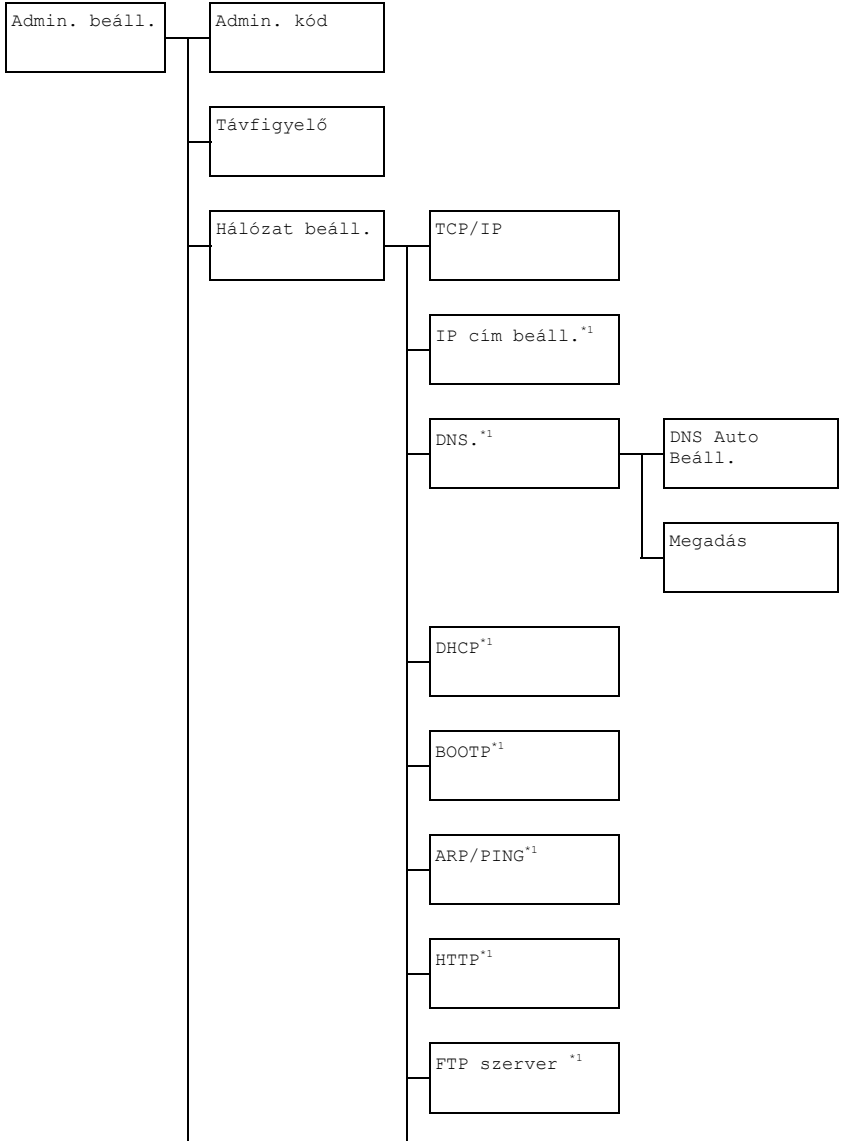 Admin. beáll.
Admin. kód
Távfigyelő
Hálózat beáll.
TCP/IP
IP cím beáll.*1
DNS.*1
DNS Auto
Beáll.
Megadás
DHCP*1
BOOTP*1
ARP/PING*1
HTTP*1
FTP szerver *1